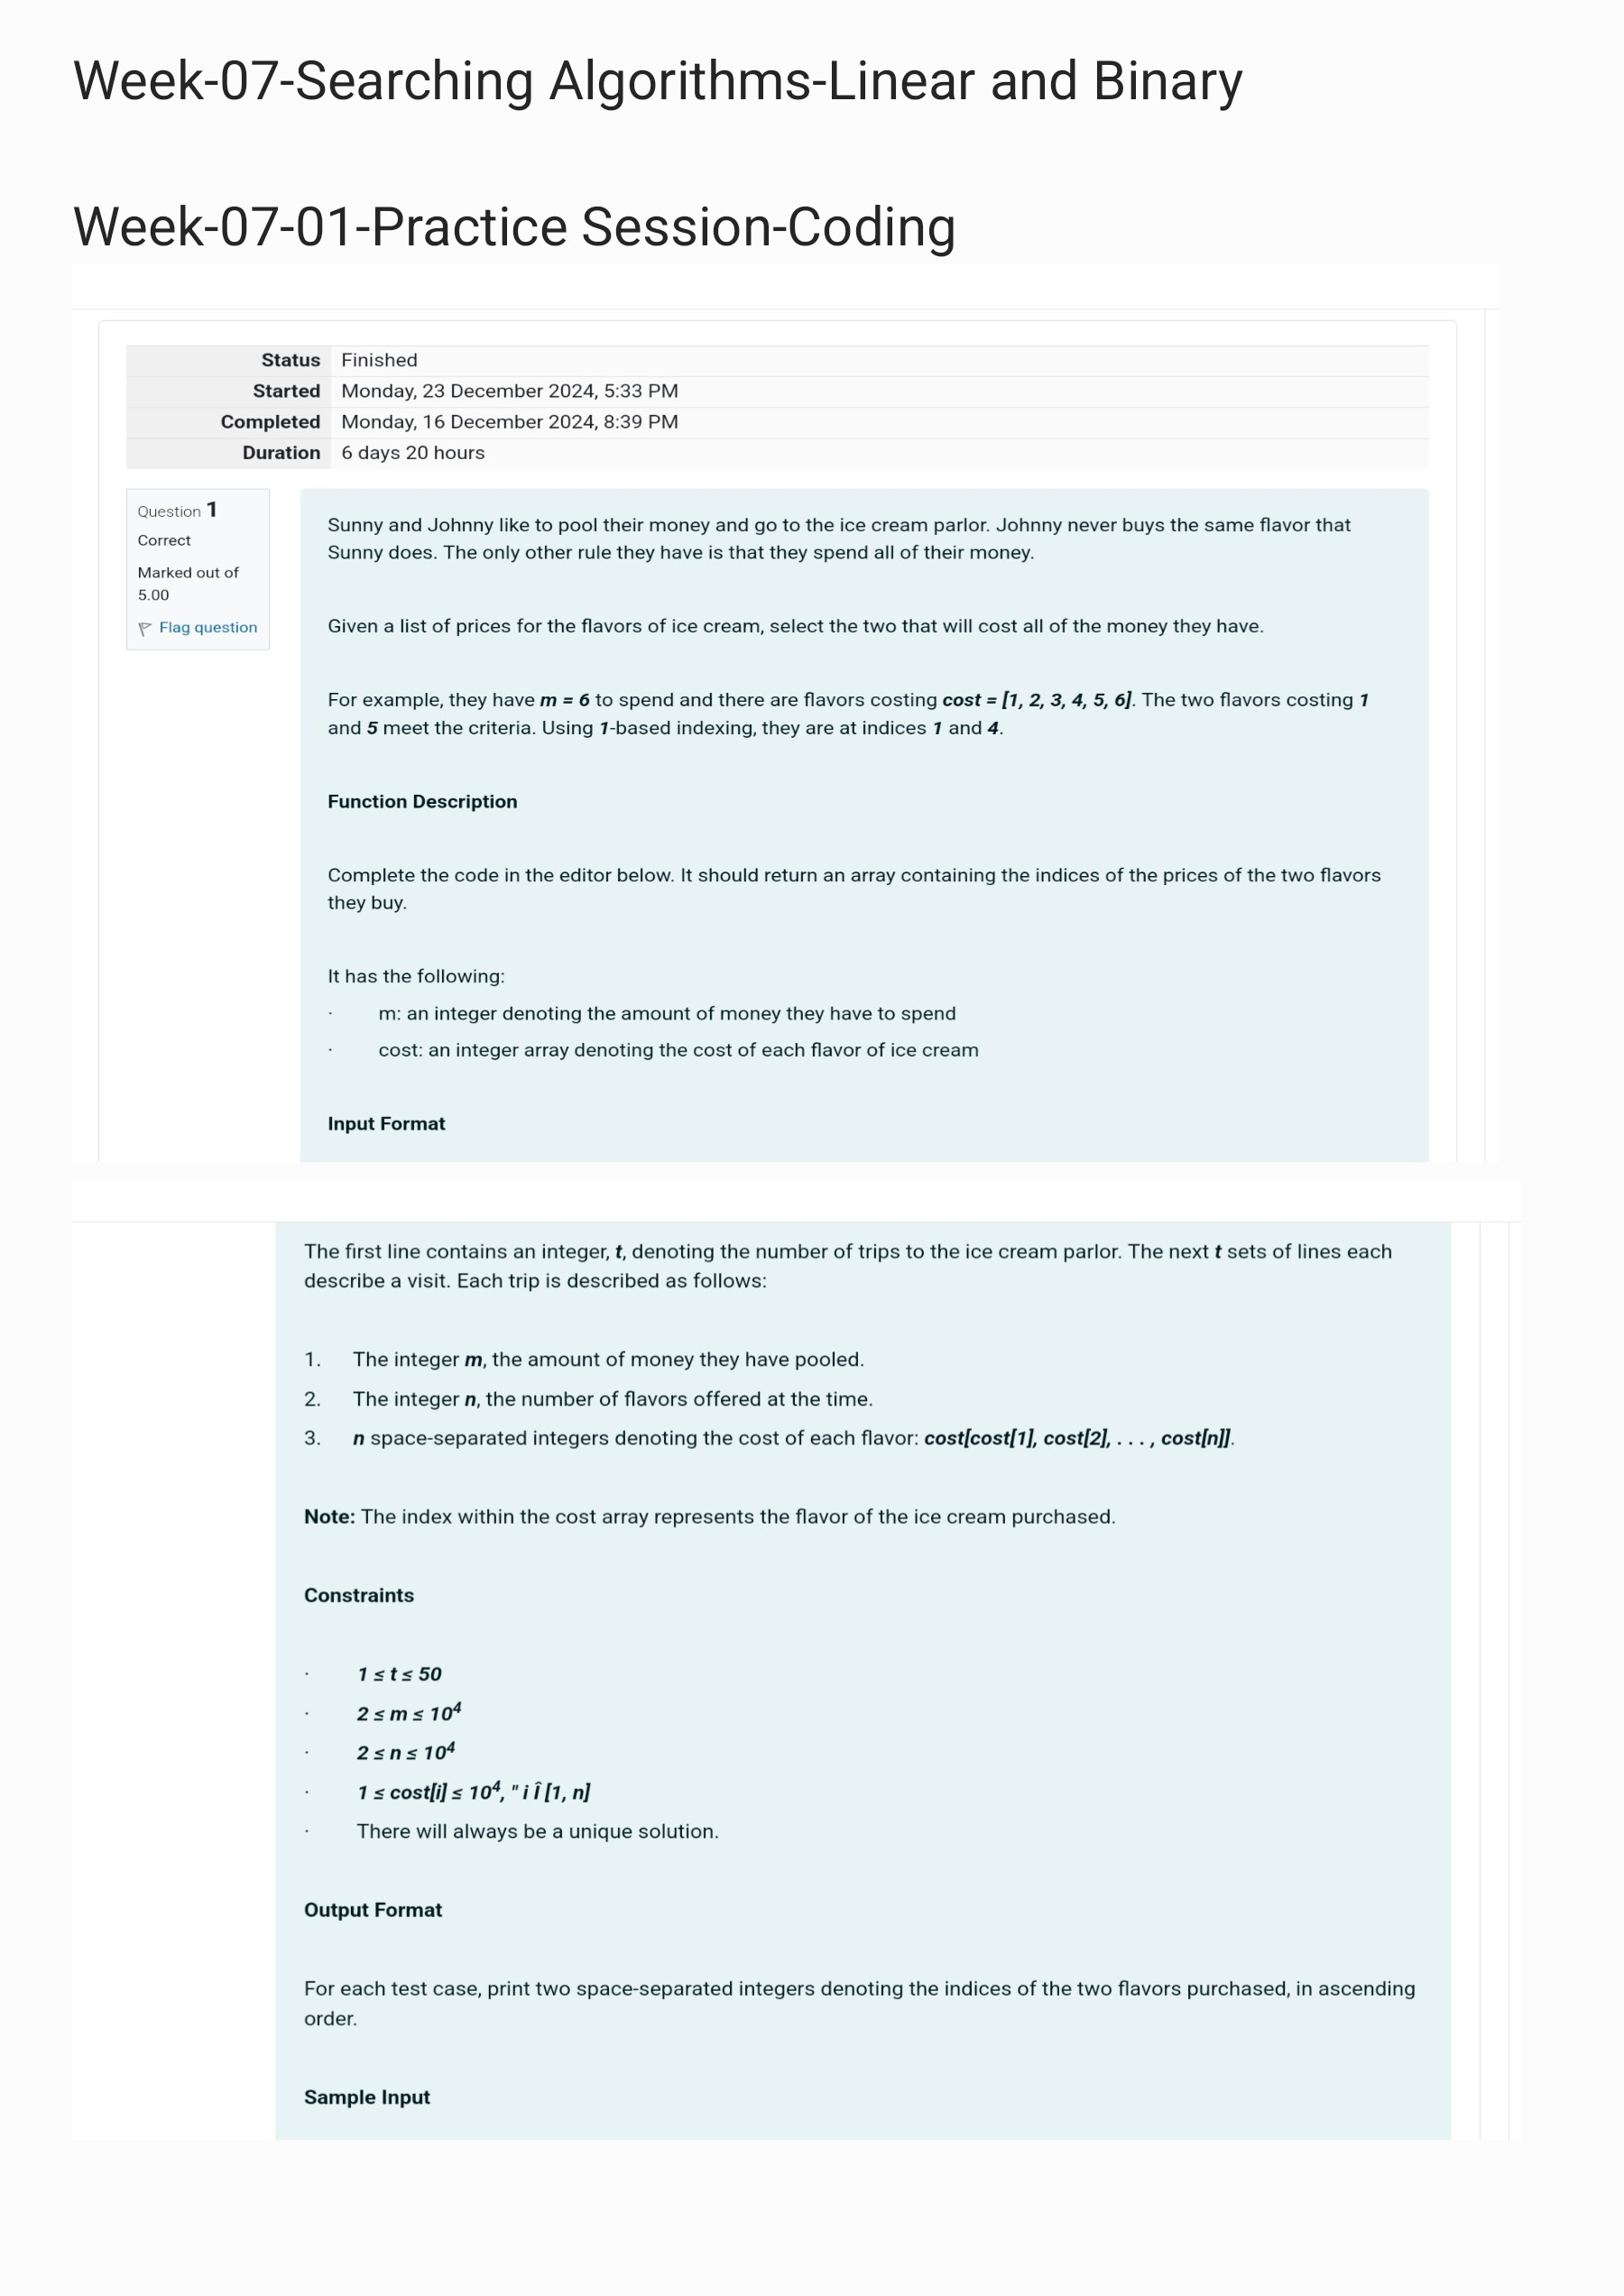 Week-07-Searching Algorithms-Linear and Binary
Week-07-01-Practice Session-Coding
Status Finished
Started Monday, 23 December 2024, 5:33 PM
Completed Monday, 16 December 2024, 8:39 PM
Duration 6 days 20 hours
Question 1
Correct
Marked out of
5.00
Flag question
Sunny and Johnny like to pool their money and go to the ice cream parlor. Johnny never buys the same flavor that
Sunny does. The only other rule they have is that they spend all of their money.
Given a list of prices for the flavors of ice cream, select the two that will cost all of the money they have.
For example, they have m = 6 to spend and there are flavors costing cost = [1, 2, 3, 4, 5, 6]. The two flavors costing 1
and 5 meet the criteria. Using 1-based indexing, they are at indices 1 and 4.
Function Description
Complete the code in the editor below. It should return an array containing the indices of the prices of the two flavors
they buy.
It has the following:
· m: an integer denoting the amount of money they have to spend
· cost: an integer array denoting the cost of each flavor of ice cream
Input Format
The first line contains an integer, t, denoting the number of trips to the ice cream parlor. The next t sets of lines each
describe a visit. Each trip is described as follows:
1. The integer m, the amount of money they have pooled.
2. The integer n, the number of flavors offered at the time.
3. n space-separated integers denoting the cost of each flavor: cost[cost[1], cost[2], . . . , cost[n]].
Note: The index within the cost array represents the flavor of the ice cream purchased.
Constraints
· 1 ≤ t ≤ 50
· 2 ≤ m ≤ 10⁴
· 2 ≤ n ≤ 10⁴
· 1 ≤ cost[i] ≤ 10⁴, " i Î [1, n]
· There will always be a unique solution.
Output Format
For each test case, print two space-separated integers denoting the indices of the two flavors purchased, in ascending
order.
Sample Input